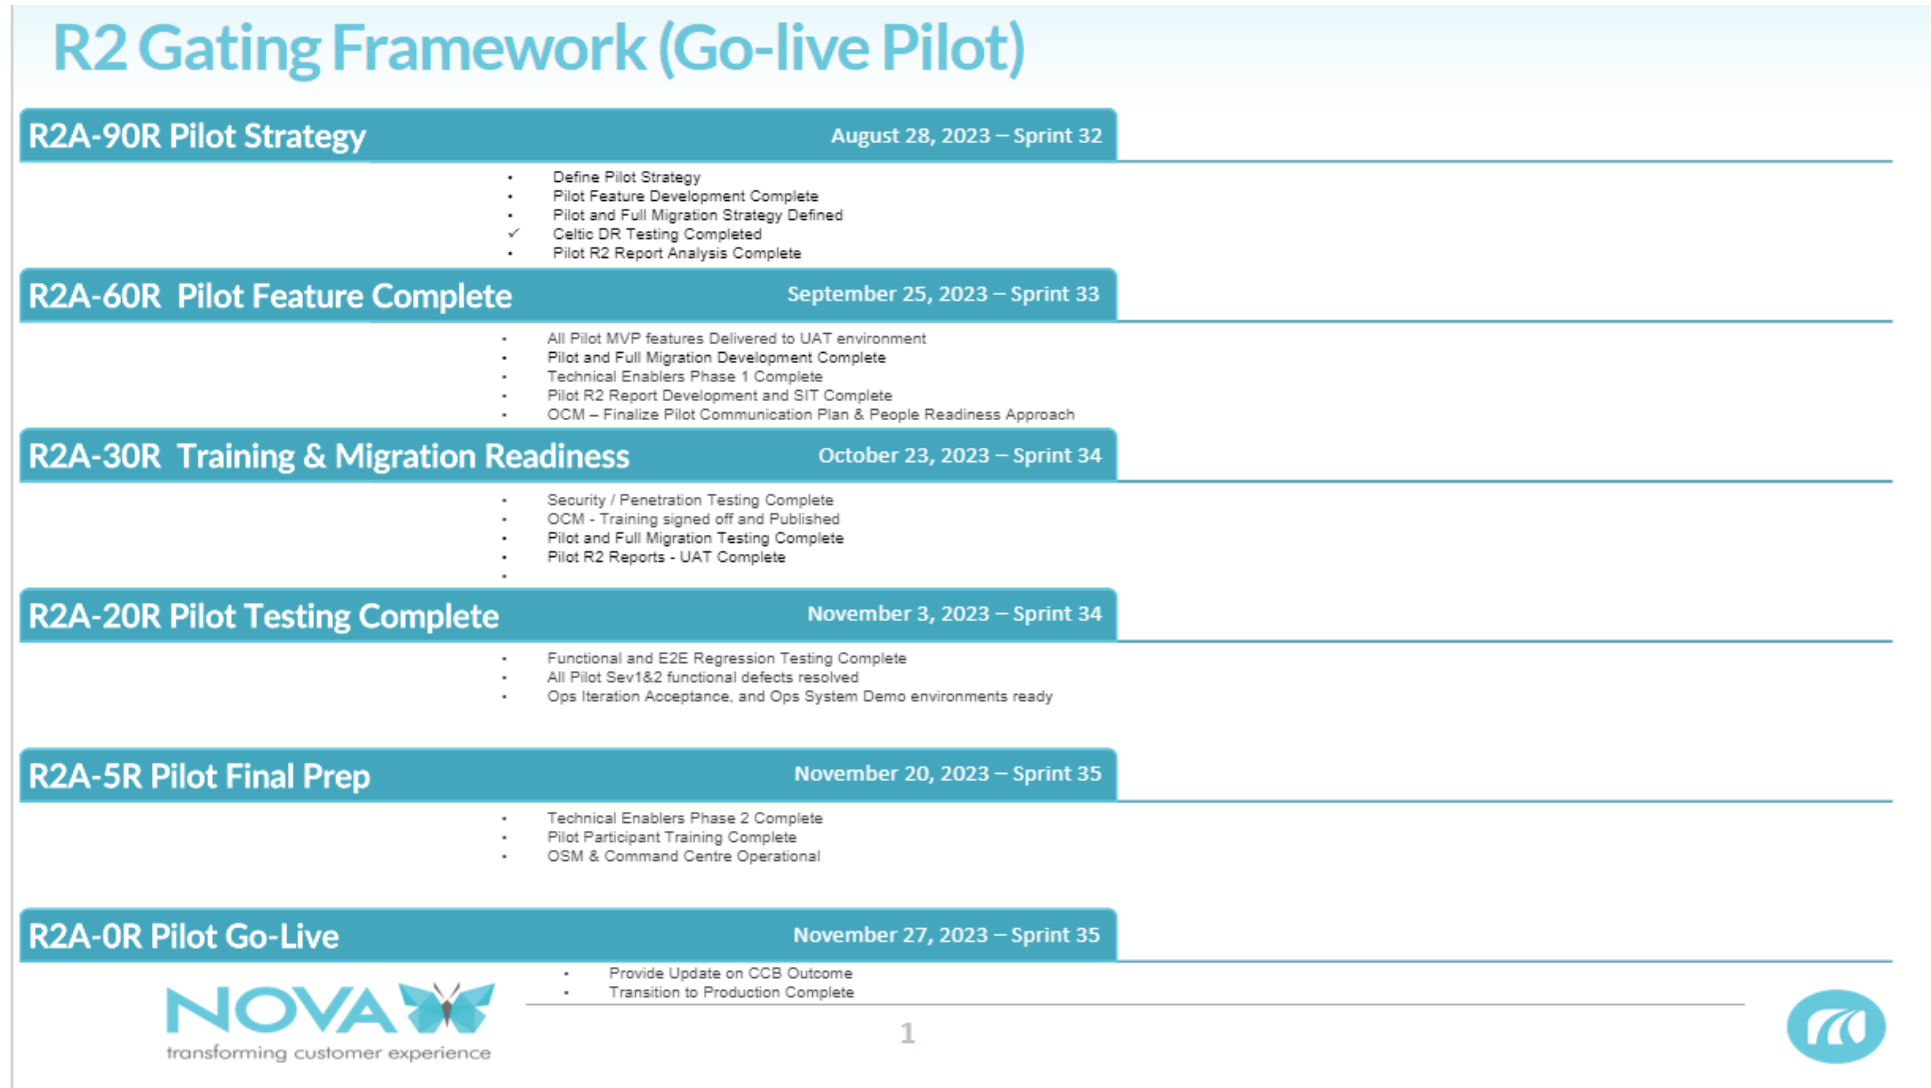 R2 Gating Framework (Go-live Pilot)
R2A-90R Pilot Strategy August 28, 2023 – Sprint 32
▪ Define Pilot Strategy
▪ Pilot Feature Development Complete
▪ Pilot and Full Migration Strategy Defined
✓ Celtic DR Testing Completed
▪ Pilot R2 Report Analysis Complete
R2A-60R Pilot Feature Complete September 25, 2023 – Sprint 33
▪ All Pilot MVP features Delivered to UAT environment
▪ Pilot and Full Migration Development Complete
▪ Technical Enablers Phase 1 Complete
▪ Pilot R2 Report Development and SIT Complete
▪ OCM – Finalize Pilot Communication Plan & People Readiness Approach
R2A-30R Training & Migration Readiness October 23, 2023 – Sprint 34
▪ Security / Penetration Testing Complete
▪ OCM - Training signed off and Published
▪ Pilot and Full Migration Testing Complete
▪ Pilot R2 Reports - UAT Complete
▪
R2A-20R Pilot Testing Complete November 3, 2023 – Sprint 34
▪ Functional and E2E Regression Testing Complete
▪ All Pilot Sev1&2 functional defects resolved
▪ Ops Iteration Acceptance, and Ops System Demo environments ready
R2A-5R Pilot Final Prep November 20, 2023 – Sprint 35
▪ Technical Enablers Phase 2 Complete
▪ Pilot Participant Training Complete
▪ OSM & Command Centre Operational
R2A-0R Pilot Go-Live November 27, 2023 – Sprint 35
▪ Provide Update on CCB Outcome
▪ Transition to Production Complete
NOVA
transforming customer experience
1